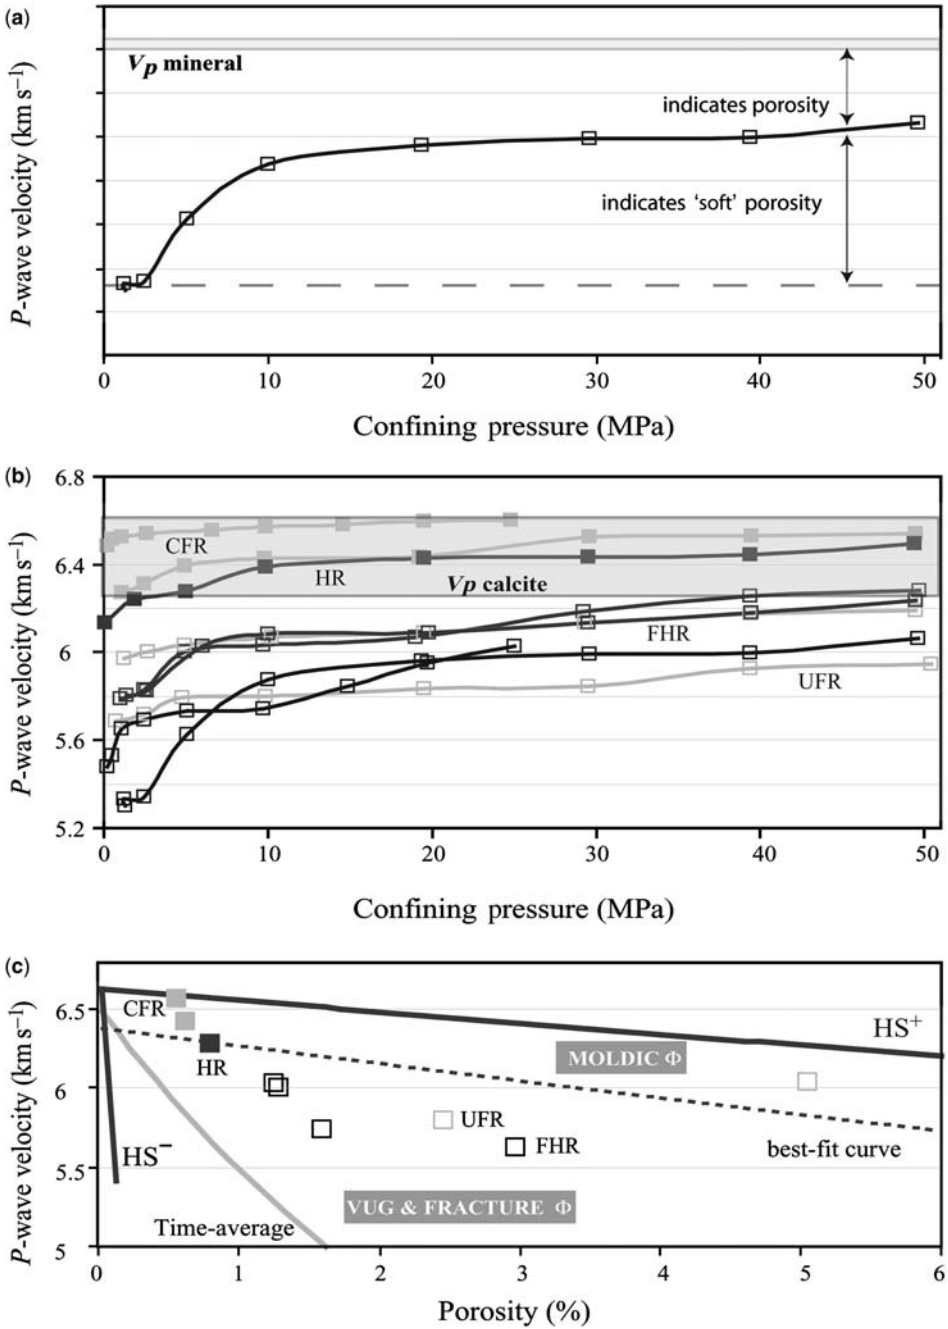 (a)
P-wave velocity (km s⁻¹)
Vp mineral
indicates porosity
indicates 'soft' porosity
0 10 20 30 40 50
Confining pressure (MPa)
(b)
P-wave velocity (km s⁻¹)
6.8
6.4
6
5.6
5.2
CFR
HR
Vp calcite
FHR
UFR
0 10 20 30 40 50
Confining pressure (MPa)
(c)
P-wave velocity (km s⁻¹)
6.5
6
5.5
5
CFR
HS⁺
MOLDIC Φ
HR
UFR
FHR
best-fit curve
HS⁻
VUG & FRACTURE Φ
Time-average
0 1 2 3 4 5 6
Porosity (%)